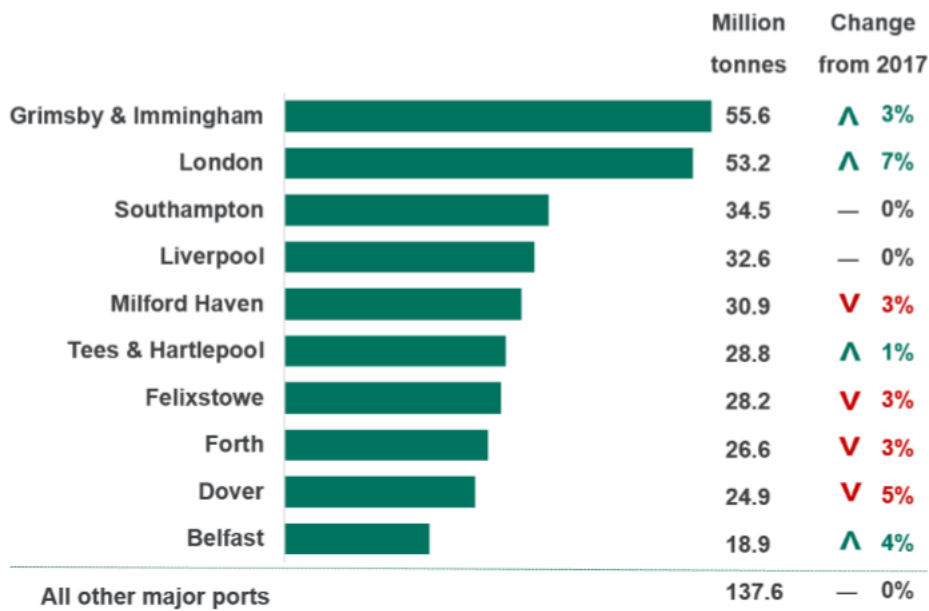 Million Change
tonnes from 2017
Grimsby & Immingham 55.6 ∧ 3%
London 53.2 ∧ 7%
Southampton 34.5 — 0%
Liverpool 32.6 — 0%
Milford Haven 30.9 ∨ 3%
Tees & Hartlepool 28.8 ∧ 1%
Felixstowe 28.2 ∨ 3%
Forth 26.6 ∨ 3%
Dover 24.9 ∨ 5%
Belfast 18.9 ∧ 4%
All other major ports 137.6 — 0%